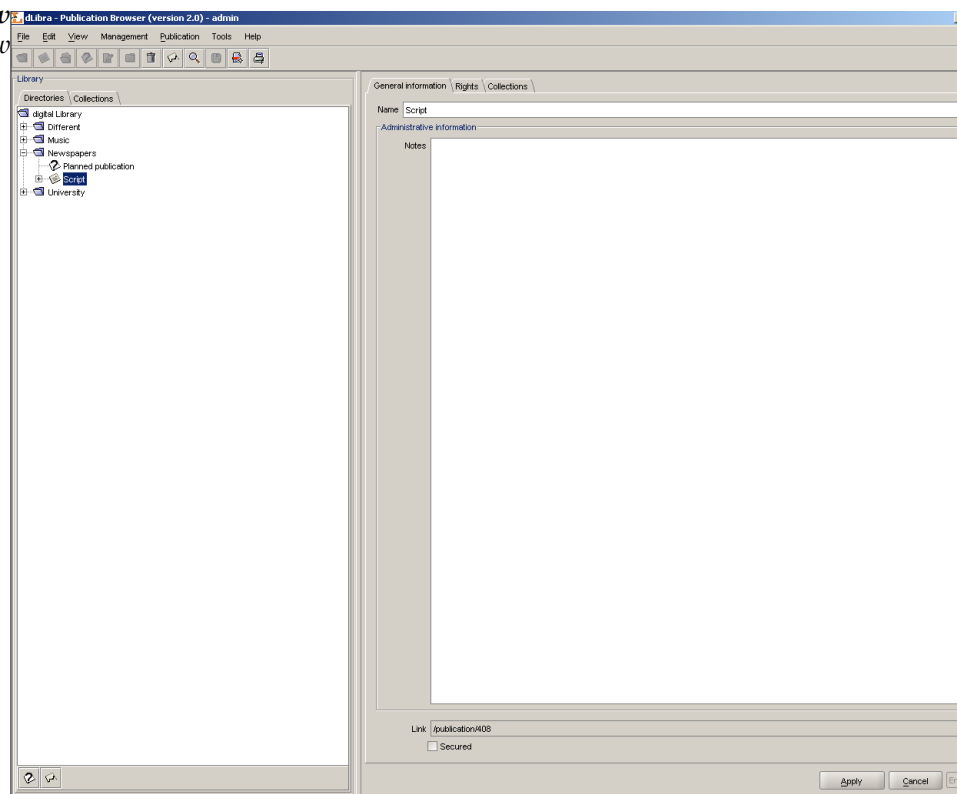 dLibra - Publication Browser (version 2.0) - admin
File Edit View Management Publication Tools Help
Library
Directories Collections
digital Library
Different
Music
Newspapers
Planned publication
Script
University
General information Rights Collections
Name Script
Administrative information
Notes
Link /publication/408
Secured
Apply Cancel